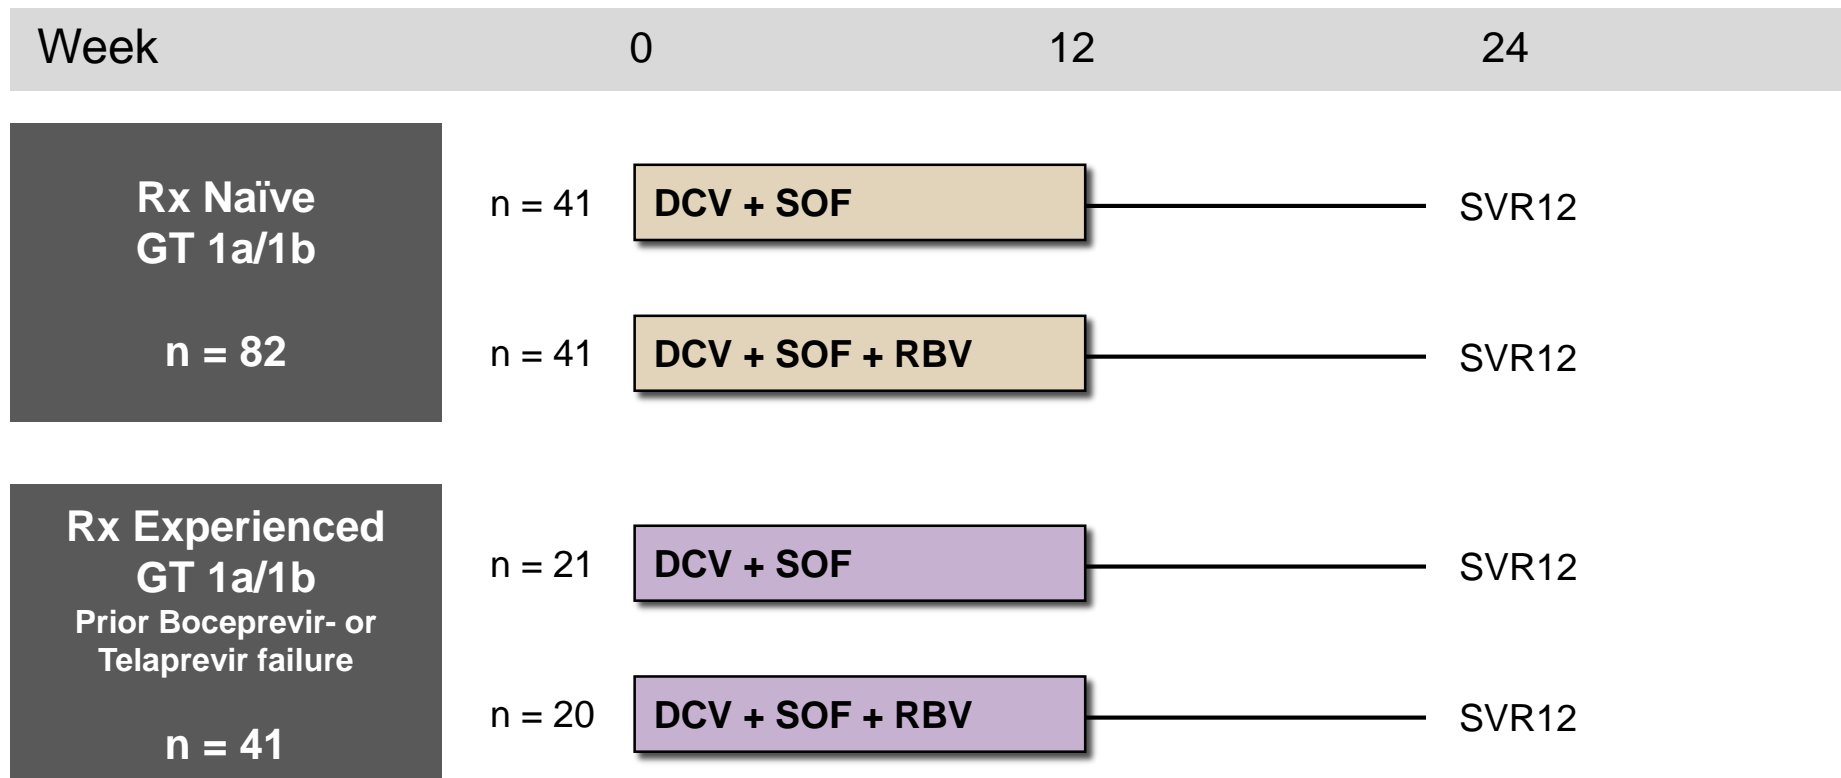 Week 0 12 24
Rx Naïve
GT 1a/1b
n = 82
n = 41 DCV + SOF SVR12
n = 41 DCV + SOF + RBV SVR12
Rx Experienced
GT 1a/1b
Prior Boceprevir- or
Telaprevir failure
n = 41
n = 21 DCV + SOF SVR12
n = 20 DCV + SOF + RBV SVR12